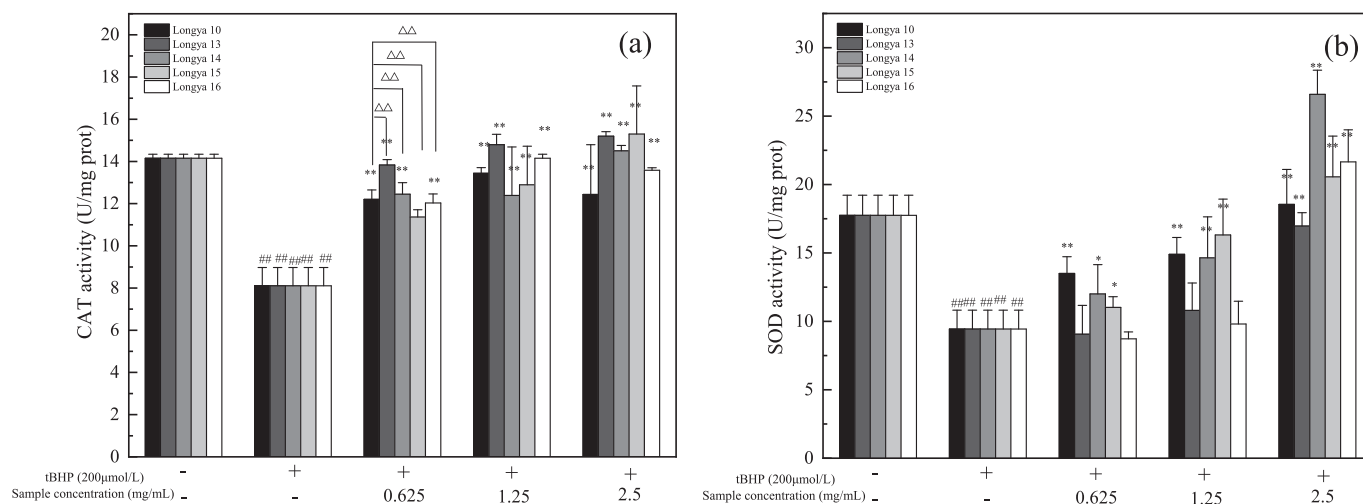 (a)
Longya 10
Longya 13
Longya 14
Longya 15
Longya 16
CAT activity (U/mg prot)
20
18
16
14
12
10
8
6
4
2
0
## ## ## ## ##
** ** ** **
△△
△△
△△
△△
** ** ** ** **
** ** ** ** **
tBHP (200μmol/L) - + + + +
Sample concentration (mg/mL) - - 0.625 1.25 2.5
(b)
Longya 10
Longya 13
Longya 14
Longya 15
Longya 16
SOD activity (U/mg prot)
30
25
20
15
10
5
0
## ## ## ## ##
** * *
** ** **
** ** ** ** **
tBHP (200μmol/L) - + + + +
Sample concentration (mg/mL) - - 0.625 1.25 2.5